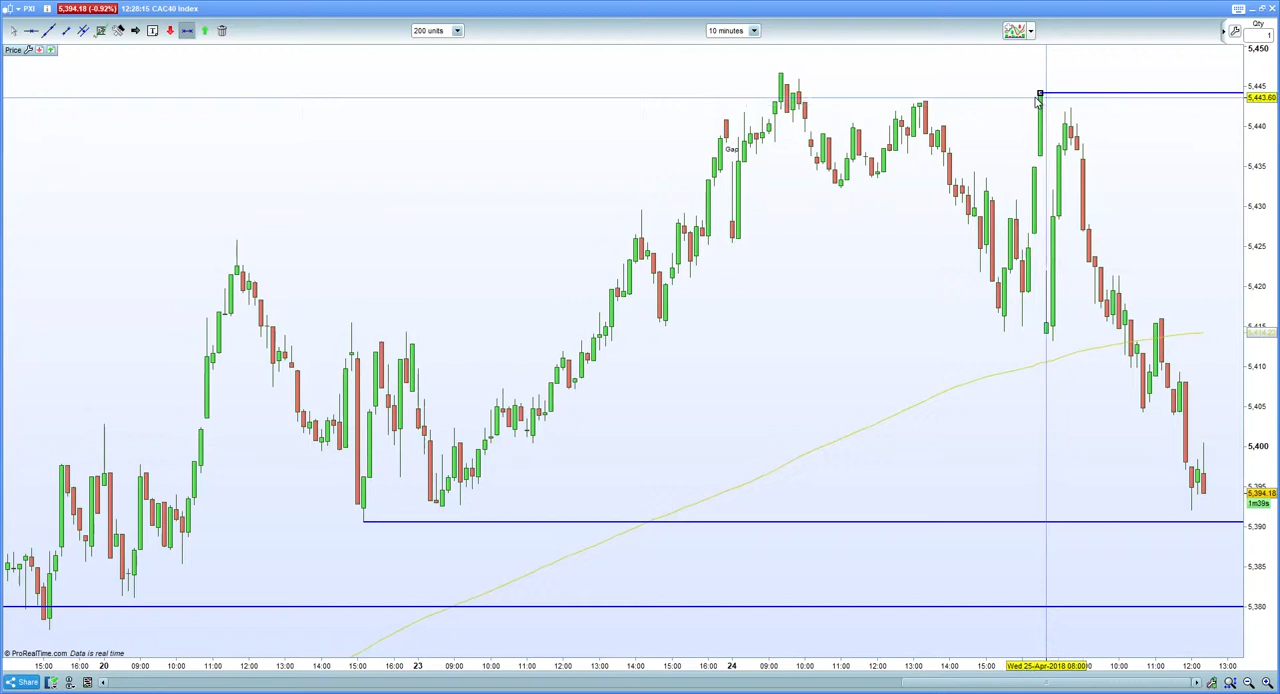 PXI 5,394.18 (-0.92%) 12:28:15 CAC40 Index
200 units 10 minutes Qty
1
Price
5,450
5,445
5,443.60
5,440
Gap
5,435
5,430
5,425
5,420
5,415
5,410
5,405
5,400
5,395
5,394.18
1m39s
5,390
5,385
5,380
© ProRealTime.com Data is real time
15:00 16:00 20 09:00 10:00 11:00 12:00 13:00 14:00 15:00 16:00 23 09:00 10:00 11:00 12:00 13:00 14:00 15:00 16:00 24 09:00 10:00 11:00 12:00 13:00 14:00 15:00 Wed 25-Apr-2018 08:00 10:00 11:00 12:00 13:00
Share